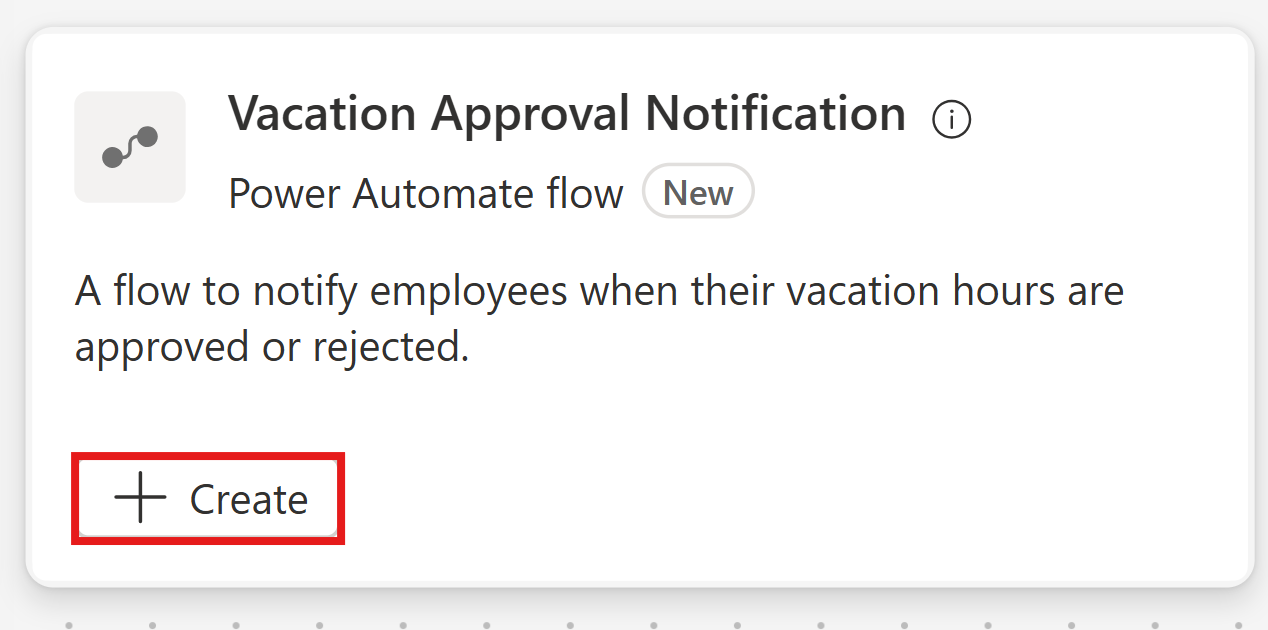 Vacation Approval Notification
Power Automate flow New
A flow to notify employees when their vacation hours are
approved or rejected.
Create